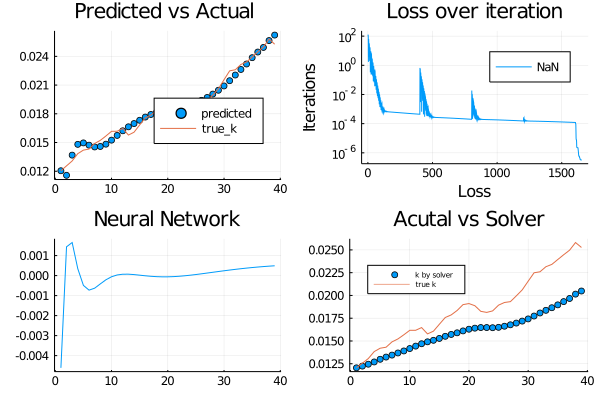 Predicted vs Actual
0.024
0.021
0.018
0.015
0.012
predicted
true_k
0 10 20 30 40
Loss over iteration
10² 
10⁰
10⁻²
10⁻⁴
10⁻⁶
Iterations
NaN
0 500 1000 1500
Loss
Neural Network
0.001
0.000
-0.001
-0.002
-0.003
-0.004
0 10 20 30 40
Acutal vs Solver
0.0250
0.0225
0.0200
0.0175
0.0150
0.0125
k by solver
true k
0 10 20 30 40